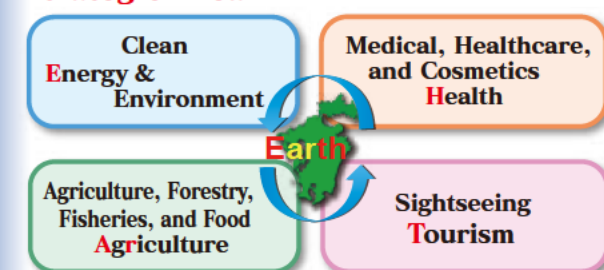 Clean
Energy &
Environment
Medical, Healthcare,
and Cosmetics
Health
Earth
Agriculture, Forestry,
Fisheries, and Food
Agriculture
Sightseeing
Tourism